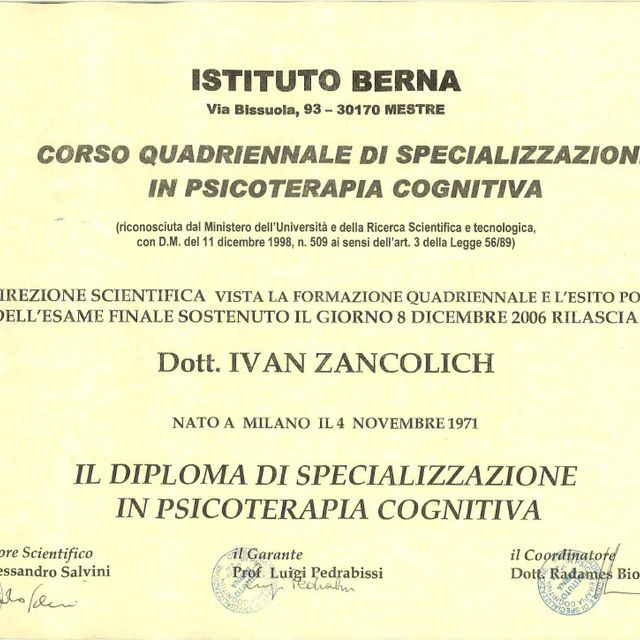 ISTITUTO BERNA
Via Bissuola, 93 – 30170 MESTRE
CORSO QUADRIENNALE DI SPECIALIZZAZION
IN PSICOTERAPIA COGNITIVA
(riconosciuta dal Ministero dell'Università e della Ricerca Scientifica e tecnologica,
con D.M. del 11 dicembre 1998, n. 509 ai sensi dell'art. 3 della Legge 56/89)
IREZIONE SCIENTIFICA VISTA LA FORMAZIONE QUADRIENNALE E L'ESITO PO
DELL'ESAME FINALE SOSTENUTO IL GIORNO 8 DICEMBRE 2006 RILASCIA
Dott. IVAN ZANCOLICH
NATO A MILANO IL 4 NOVEMBRE 1971
IL DIPLOMA DI SPECIALIZZAZIONE
IN PSICOTERAPIA COGNITIVA
ore Scientifico il Garante il Coordinatore
essandro Salvini Prof Luigi Pedrabissi Dott. Radames Bio
Luigi Pedrabissi